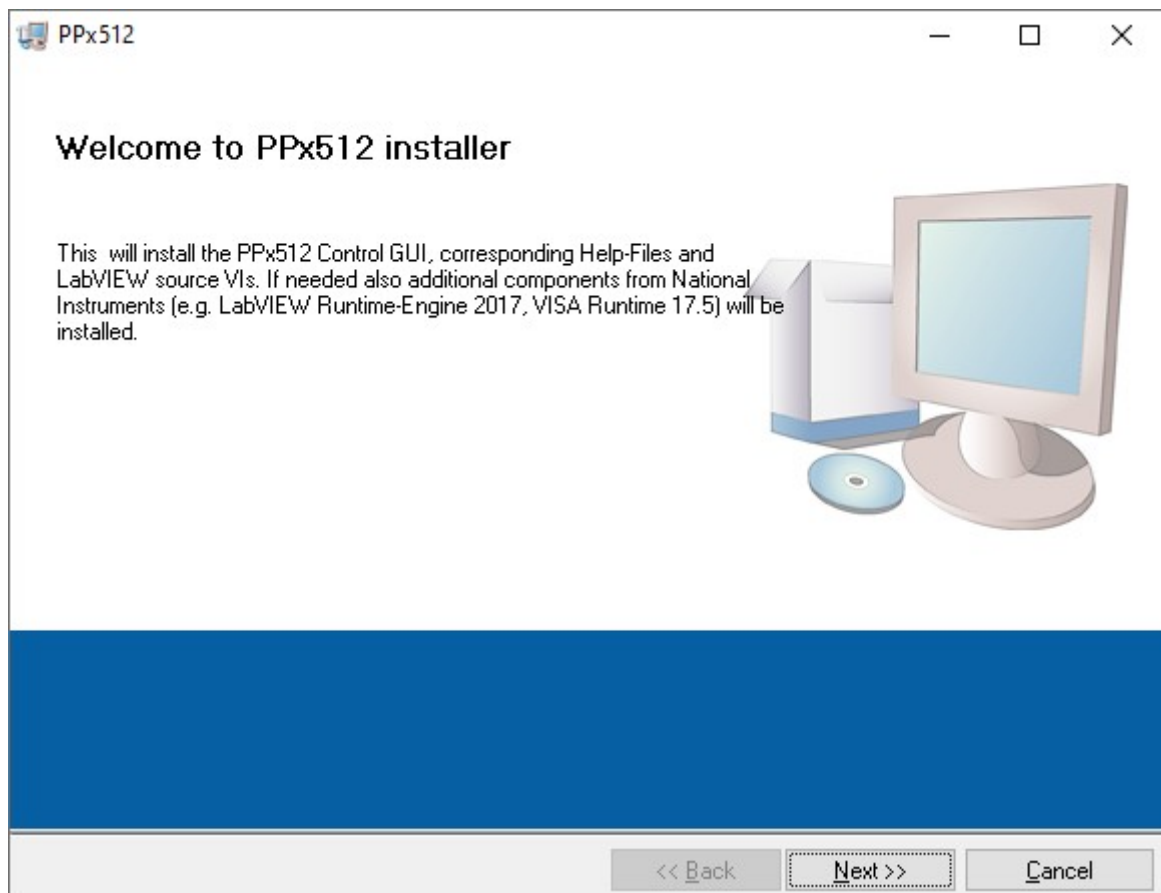 PPx512
Welcome to PPx512 installer
This  will install the PPx512 Control GUI, corresponding Help-Files and
LabVIEW source VIs. If needed also additional components from National
Instruments (e.g. LabVIEW Runtime-Engine 2017, VISA Runtime 17.5) will be
installed.
<< Back Next >> Cancel